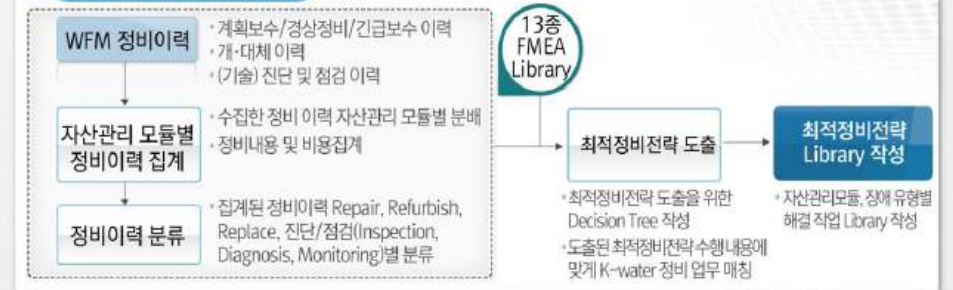 WFM 정비이력
• 계획보수/경상정비/긴급보수 이력
• 개·대체 이력
• (기술) 진단 및 점검 이력
자산관리 모듈별
정비이력 집계
• 수집한 정비 이력 자산관리 모듈별 분배
• 정비내용 및 비용집계
정비이력 분류
• 집계된 정비이력 Repair, Refurbish,
Replace, 진단/점검(Inspection,
Diagnosis, Monitoring)별 분류
13종
FMEA
Library
최적정비전략 도출
• 최적정비전략 도출을 위한
Decision Tree 작성
• 도출된 최적정비전략 수행 내용에
맞게 K-water 정비 업무 매칭
최적정비전략
Library 작성
• 자산관리모듈, 장애 유형별
해결 작업 Library 작성